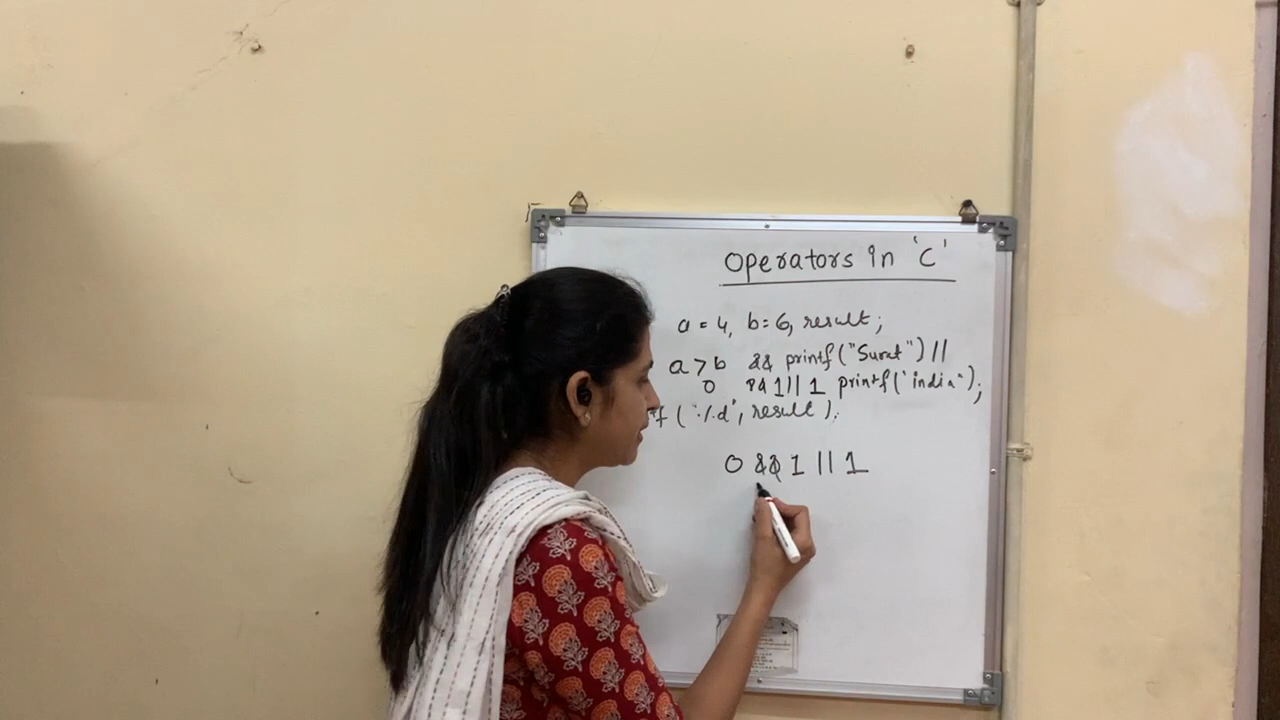 Operators in 'C'
a = 4, b = 6, result;
a > b && printf("Surat") ||
0 && 1 || 1 printf("india");
f ("%d", result);
0 && 1 || 1